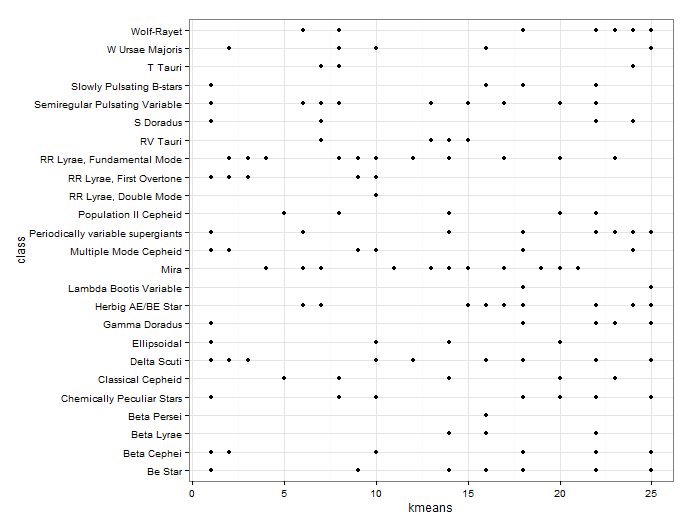 Wolf-Rayet
W Ursae Majoris
T Tauri
Slowly Pulsating B-stars
Semiregular Pulsating Variable
S Doradus
RV Tauri
RR Lyrae, Fundamental Mode
RR Lyrae, First Overtone
RR Lyrae, Double Mode
Population II Cepheid
Periodically variable supergiants
Multiple Mode Cepheid
Mira
Lambda Bootis Variable
Herbig AE/BE Star
Gamma Doradus
Ellipsoidal
Delta Scuti
Classical Cepheid
Chemically Peculiar Stars
Beta Persei
Beta Lyrae
Beta Cephei
Be Star
class
0 5 10 15 20 25
kmeans